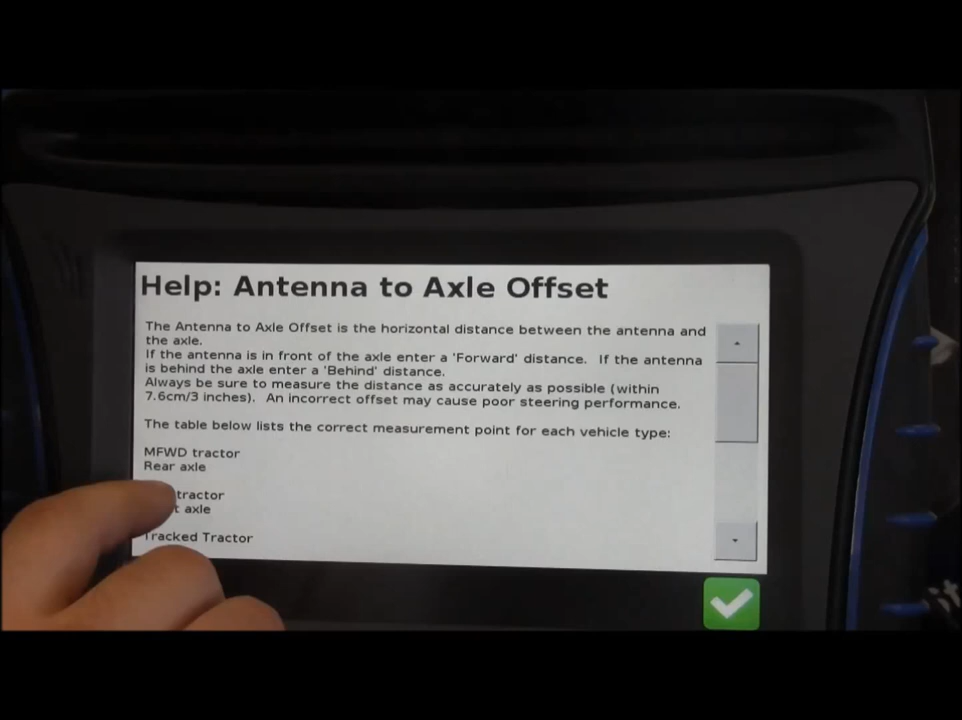 Help: Antenna to Axle Offset
The Antenna to Axle Offset is the horizontal distance between the antenna and
the axle.
If the antenna is in front of the axle enter a 'Forward' distance. If the antenna
is behind the axle enter a 'Behind' distance.
Always be sure to measure the distance as accurately as possible (within
7.6cm/3 inches). An incorrect offset may cause poor steering performance.
The table below lists the correct measurement point for each vehicle type:
MFWD tractor
Rear axle
tractor
axle
Tracked Tractor